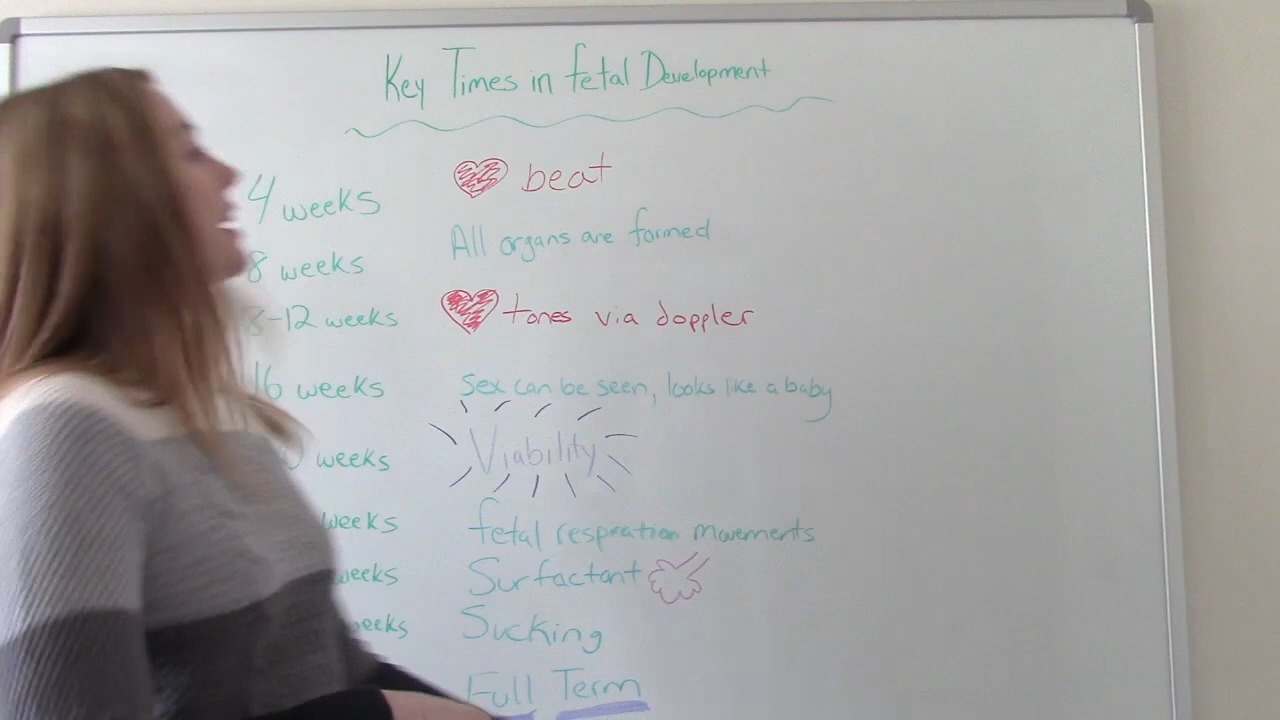 Key Times in fetal Development
4 weeks beat
8 weeks All organs are formed
8-12 weeks tones via doppler
16 weeks Sex can be seen, looks like a baby
weeks Viability
weeks fetal respiration movements
weeks Surfactant
weeks Sucking
Full Term